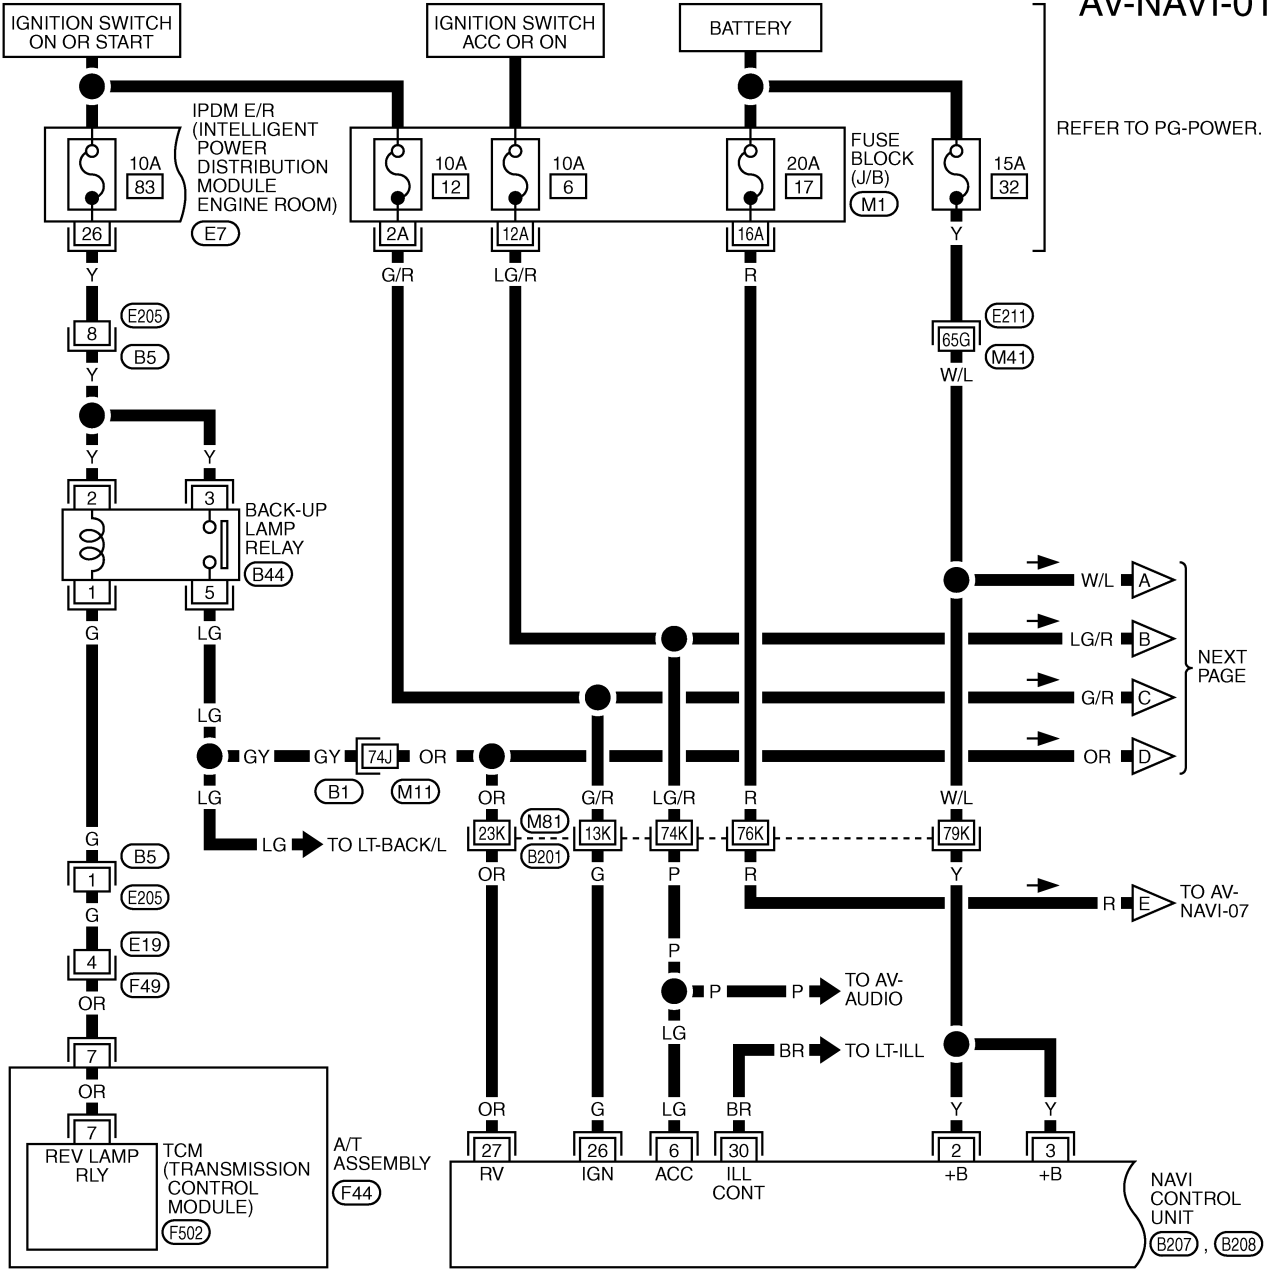 AV-NAVI-01
IGNITION SWITCH
ON OR START
IGNITION SWITCH
ACC OR ON
BATTERY
REFER TO PG-POWER.
IPDM E/R
(INTELLIGENT
POWER
DISTRIBUTION
MODULE
ENGINE ROOM)
E7
10A
83
10A
12
10A
6
20A
17
FUSE
BLOCK
(J/B)
M1
15A
32
26
2A
12A
16A
Y
Y
G/R
LG/R
R
8
E205
B5
65G
E211
M41
Y
W/L
Y
Y
2
3
BACK-UP
LAMP
RELAY
B44
1
5
G
LG
W/L
A
LG/R
B
G/R
C
OR
D
NEXT
PAGE
LG
GY
GY
74J
OR
B1
M11
LG
OR
G/R
LG/R
R
W/L
23K
M81
B201
13K
74K
76K
79K
G
LG
TO LT-BACK/L
OR
G
P
R
Y
B5
1
E205
R
E
TO AV-
NAVI-07
G
4
E19
F49
P
P
P
TO AV-
AUDIO
OR
LG
BR
TO LT-ILL
7
OR
OR
G
LG
BR
Y
Y
7
27
26
6
30
2
3
REV LAMP
RLY
TCM
(TRANSMISSION
CONTROL
MODULE)
F502
A/T
ASSEMBLY
F44
RV
IGN
ACC
ILL
CONT
+B
+B
NAVI
CONTROL
UNIT
B207 , B208